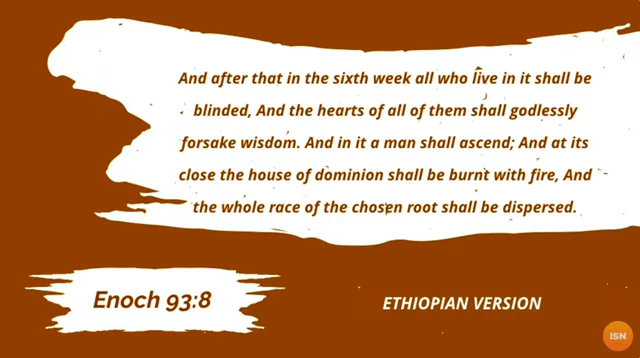 And after that in the sixth week all who live in it shall be
blinded, And the hearts of all of them shall godlessly
forsake wisdom. And in it a man shall ascend; And at its
close the house of dominion shall be burnt with fire, And
the whole race of the chosen root shall be dispersed.
Enoch 93:8
ETHIOPIAN VERSION
ISN